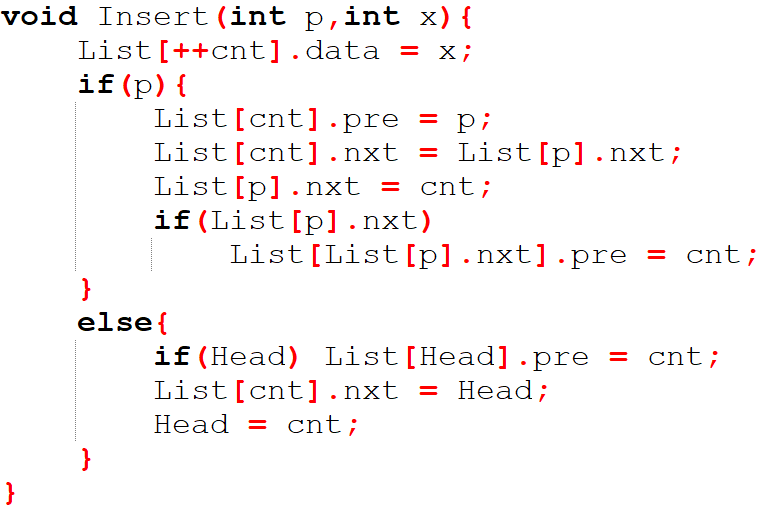 void Insert(int p,int x){
    List[++cnt].data = x;
    if(p){
        List[cnt].pre = p;
        List[cnt].nxt = List[p].nxt;
        List[p].nxt = cnt;
        if(List[p].nxt)
            List[List[p].nxt].pre = cnt;
    }
    else{
        if(Head) List[Head].pre = cnt;
        List[cnt].nxt = Head;
        Head = cnt;
    }
}